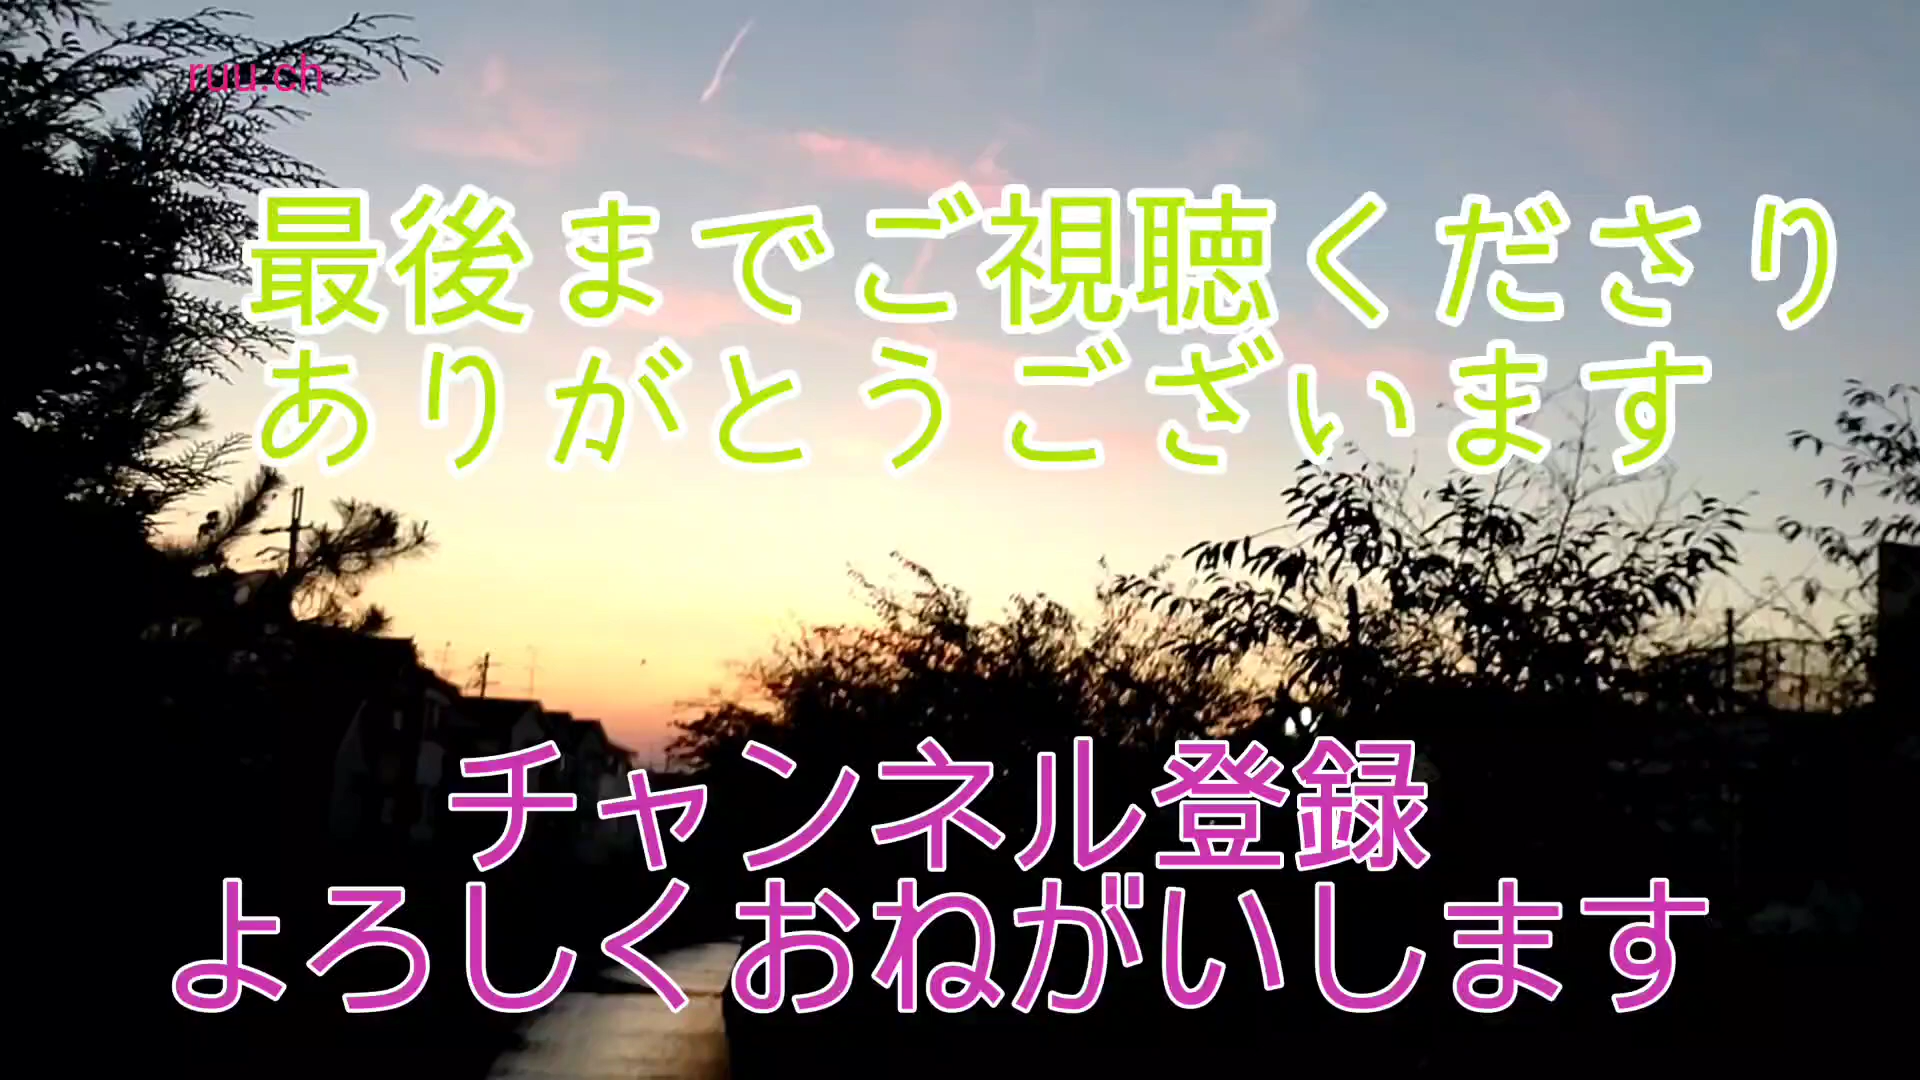 ruu.ch
最後までご視聴くださり
ありがとうございます
チャンネル登録
よろしくおねがいします